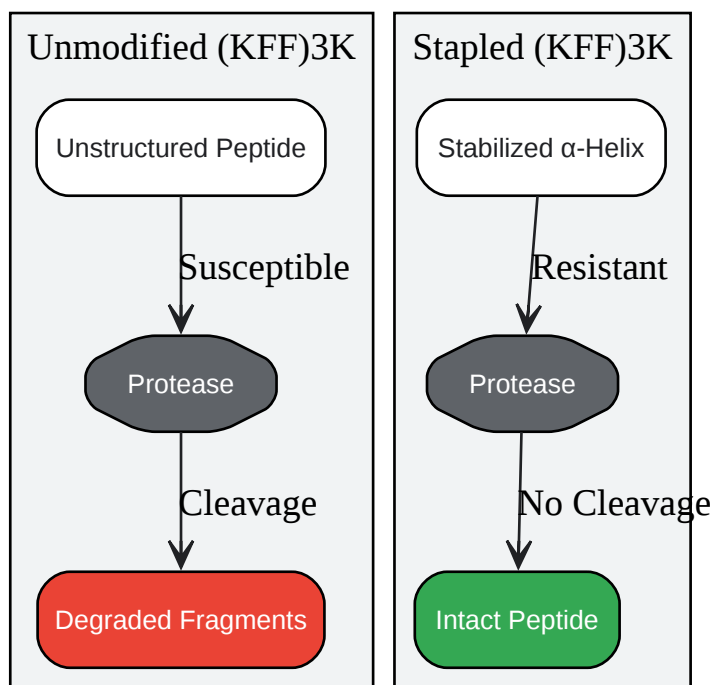 Unmodified (KFF)3K
Unstructured Peptide
Susceptible
Protease
Cleavage
Degraded Fragments
Stapled (KFF)3K
Stabilized α-Helix
Resistant
Protease
No Cleavage
Intact Peptide